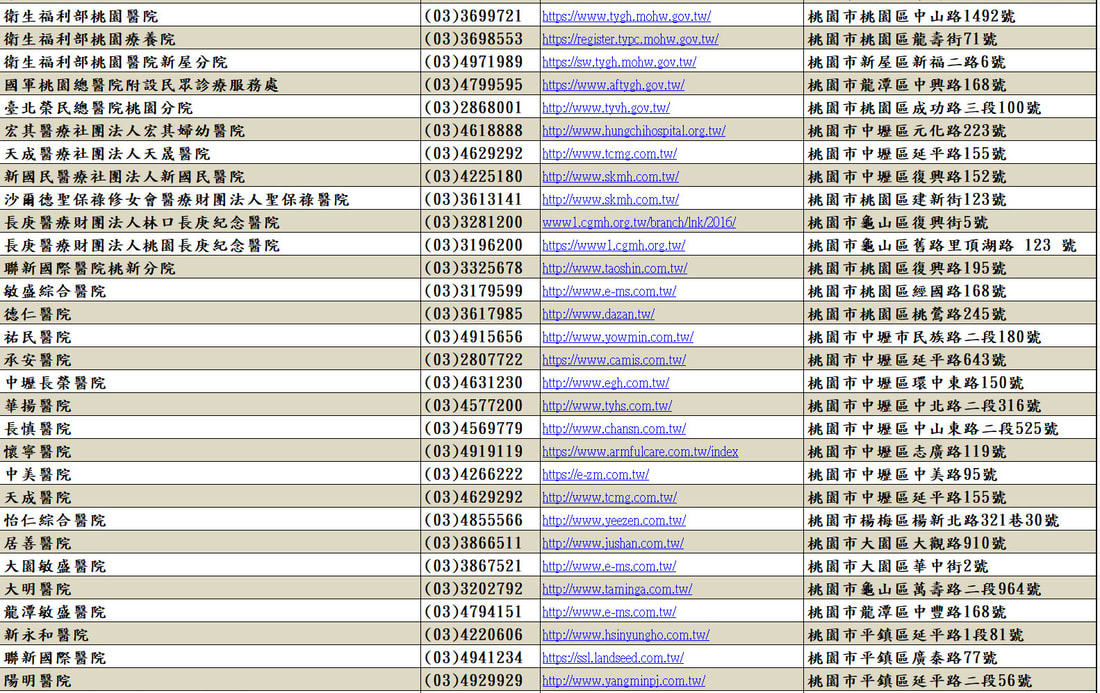 衛生福利部桃園醫院 (03)3699721 https://www.tygh.mohw.gov.tw/ 桃園市桃園區中山路1492號
衛生福利部桃園療養院 (03)3698553 https://register.typc.mohw.gov.tw/ 桃園市桃園區龍壽街71號
衛生福利部桃園醫院新屋分院 (03)4971989 https://sw.tygh.mohw.gov.tw/ 桃園市新屋區新福二路6號
國軍桃園總醫院附設民眾診療服務處 (03)4799595 https://www.aftygh.gov.tw/ 桃園市龍潭區中興路168號
臺北榮民總醫院桃園分院 (03)2868001 http://www.tyvh.gov.tw/ 桃園市桃園區成功路三段100號
宏其醫療社團法人宏其婦幼醫院 (03)4618888 http://www.hungchihospital.org.tw/ 桃園市中壢區元化路223號
天成醫療社團法人天晟醫院 (03)4629292 http://www.tcmg.com.tw/ 桃園市中壢區延平路155號
新國民醫療社團法人新國民醫院 (03)4225180 http://www.skmh.com.tw/ 桃園市中壢區復興路152號
沙爾德聖保祿修女會醫療財團法人聖保祿醫院 (03)3613141 http://www.skmh.com.tw/ 桃園市桃園區建新街123號
長庚醫療財團法人林口長庚紀念醫院 (03)3281200 www1.cgmh.org.tw/branch/lnk/2016/ 桃園市龜山區復興街5號
長庚醫療財團法人桃園長庚紀念醫院 (03)3196200 https://www1.cgmh.org.tw/ 桃園市龜山區舊路里頂湖路 123 號
聯新國際醫院桃新分院 (03)3325678 http://www.taoshin.com.tw/ 桃園市桃園區復興路195號
敏盛綜合醫院 (03)3179599 http://www.e-ms.com.tw/ 桃園市桃園區經國路168號
德仁醫院 (03)3617985 http://www.dazan.tw/ 桃園市桃園區桃鶯路245號
祐民醫院 (03)4915656 http://www.yowmin.com.tw/ 桃園市中壢市民族路二段180號
承安醫院 (03)2807722 https://www.camis.com.tw/ 桃園市中壢區延平路643號
中壢長榮醫院 (03)4631230 http://www.egh.com.tw/ 桃園市中壢區環中東路150號
華揚醫院 (03)4577200 http://www.tyhs.com.tw/ 桃園市中壢區中北路二段316號
長慎醫院 (03)4569779 http://www.chansn.com.tw/ 桃園市中壢區中山東路二段525號
懷寧醫院 (03)4919119 https://www.armfulcare.com.tw/index 桃園市中壢區志廣路119號
中美醫院 (03)4266222 https://e-zm.com.tw/ 桃園市中壢區中美路95號
天成醫院 (03)4629292 http://www.tcmg.com.tw/ 桃園市中壢區延平路155號
怡仁綜合醫院 (03)4855566 http://www.yeezen.com.tw/ 桃園市楊梅區楊新北路321巷30號
居善醫院 (03)3866511 http://www.jushan.com.tw/ 桃園市大園區大觀路910號
大園敏盛醫院 (03)3867521 http://www.e-ms.com.tw/ 桃園市大園區華中街2號
大明醫院 (03)3202792 http://www.taminga.com.tw/ 桃園市龜山區萬壽路二段964號
龍潭敏盛醫院 (03)4794151 http://www.e-ms.com.tw/ 桃園市龍潭區中豐路168號
新永和醫院 (03)4220606 http://www.hsinyungho.com.tw/ 桃園市平鎮區延平路1段81號
聯新國際醫院 (03)4941234 https://ssl.landseed.com.tw/ 桃園市平鎮區廣泰路77號
陽明醫院 (03)4929929 http://www.yangminpj.com.tw/ 桃園市平鎮區延平路二段56號